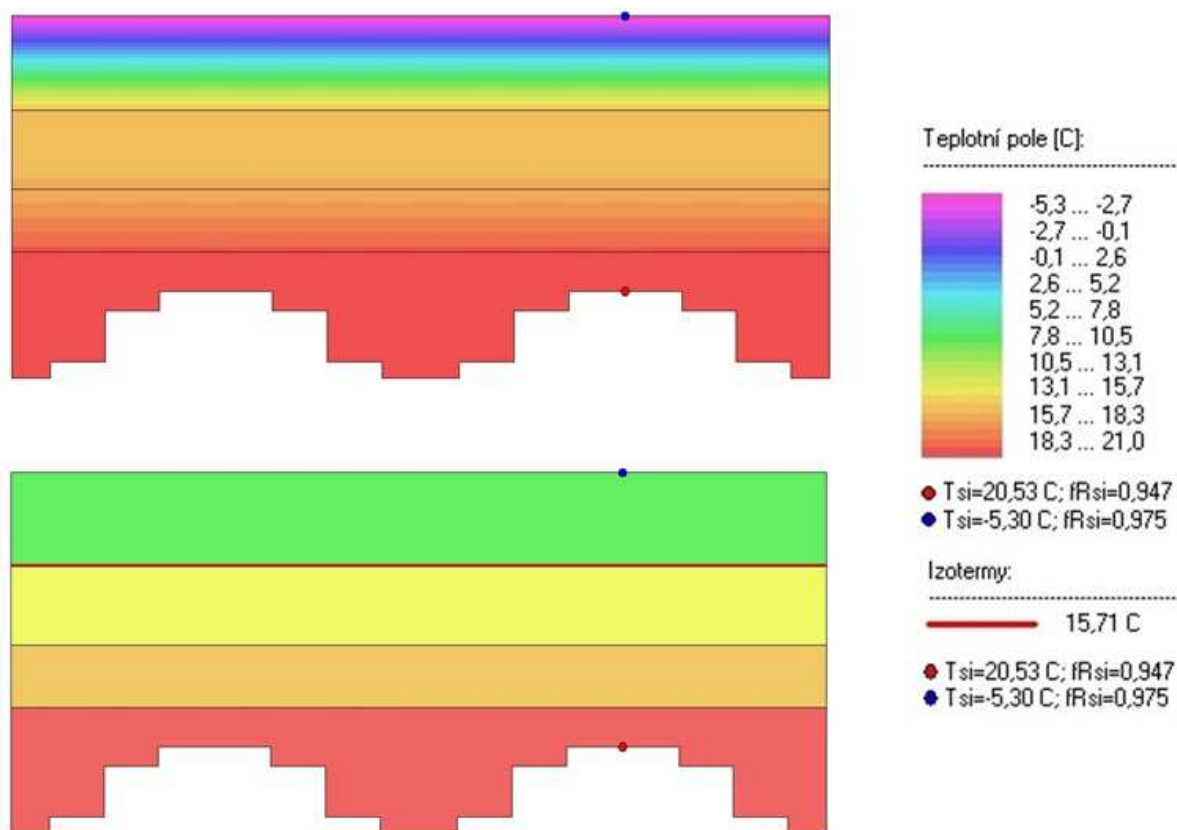 Teplotní pole [C]:
-5,3 ... -2,7
-2,7 ... -0,1
-0,1 ... 2,6
2,6 ... 5,2
5,2 ... 7,8
7,8 ... 10,5
10,5 ... 13,1
13,1 ... 15,7
15,7 ... 18,3
18,3 ... 21,0
Tsi=20,53 C; fRsi=0,947
Tsi=-5,30 C; fRsi=0,975
Izotermy:
15,71 C
Tsi=20,53 C; fRsi=0,947
Tsi=-5,30 C; fRsi=0,975